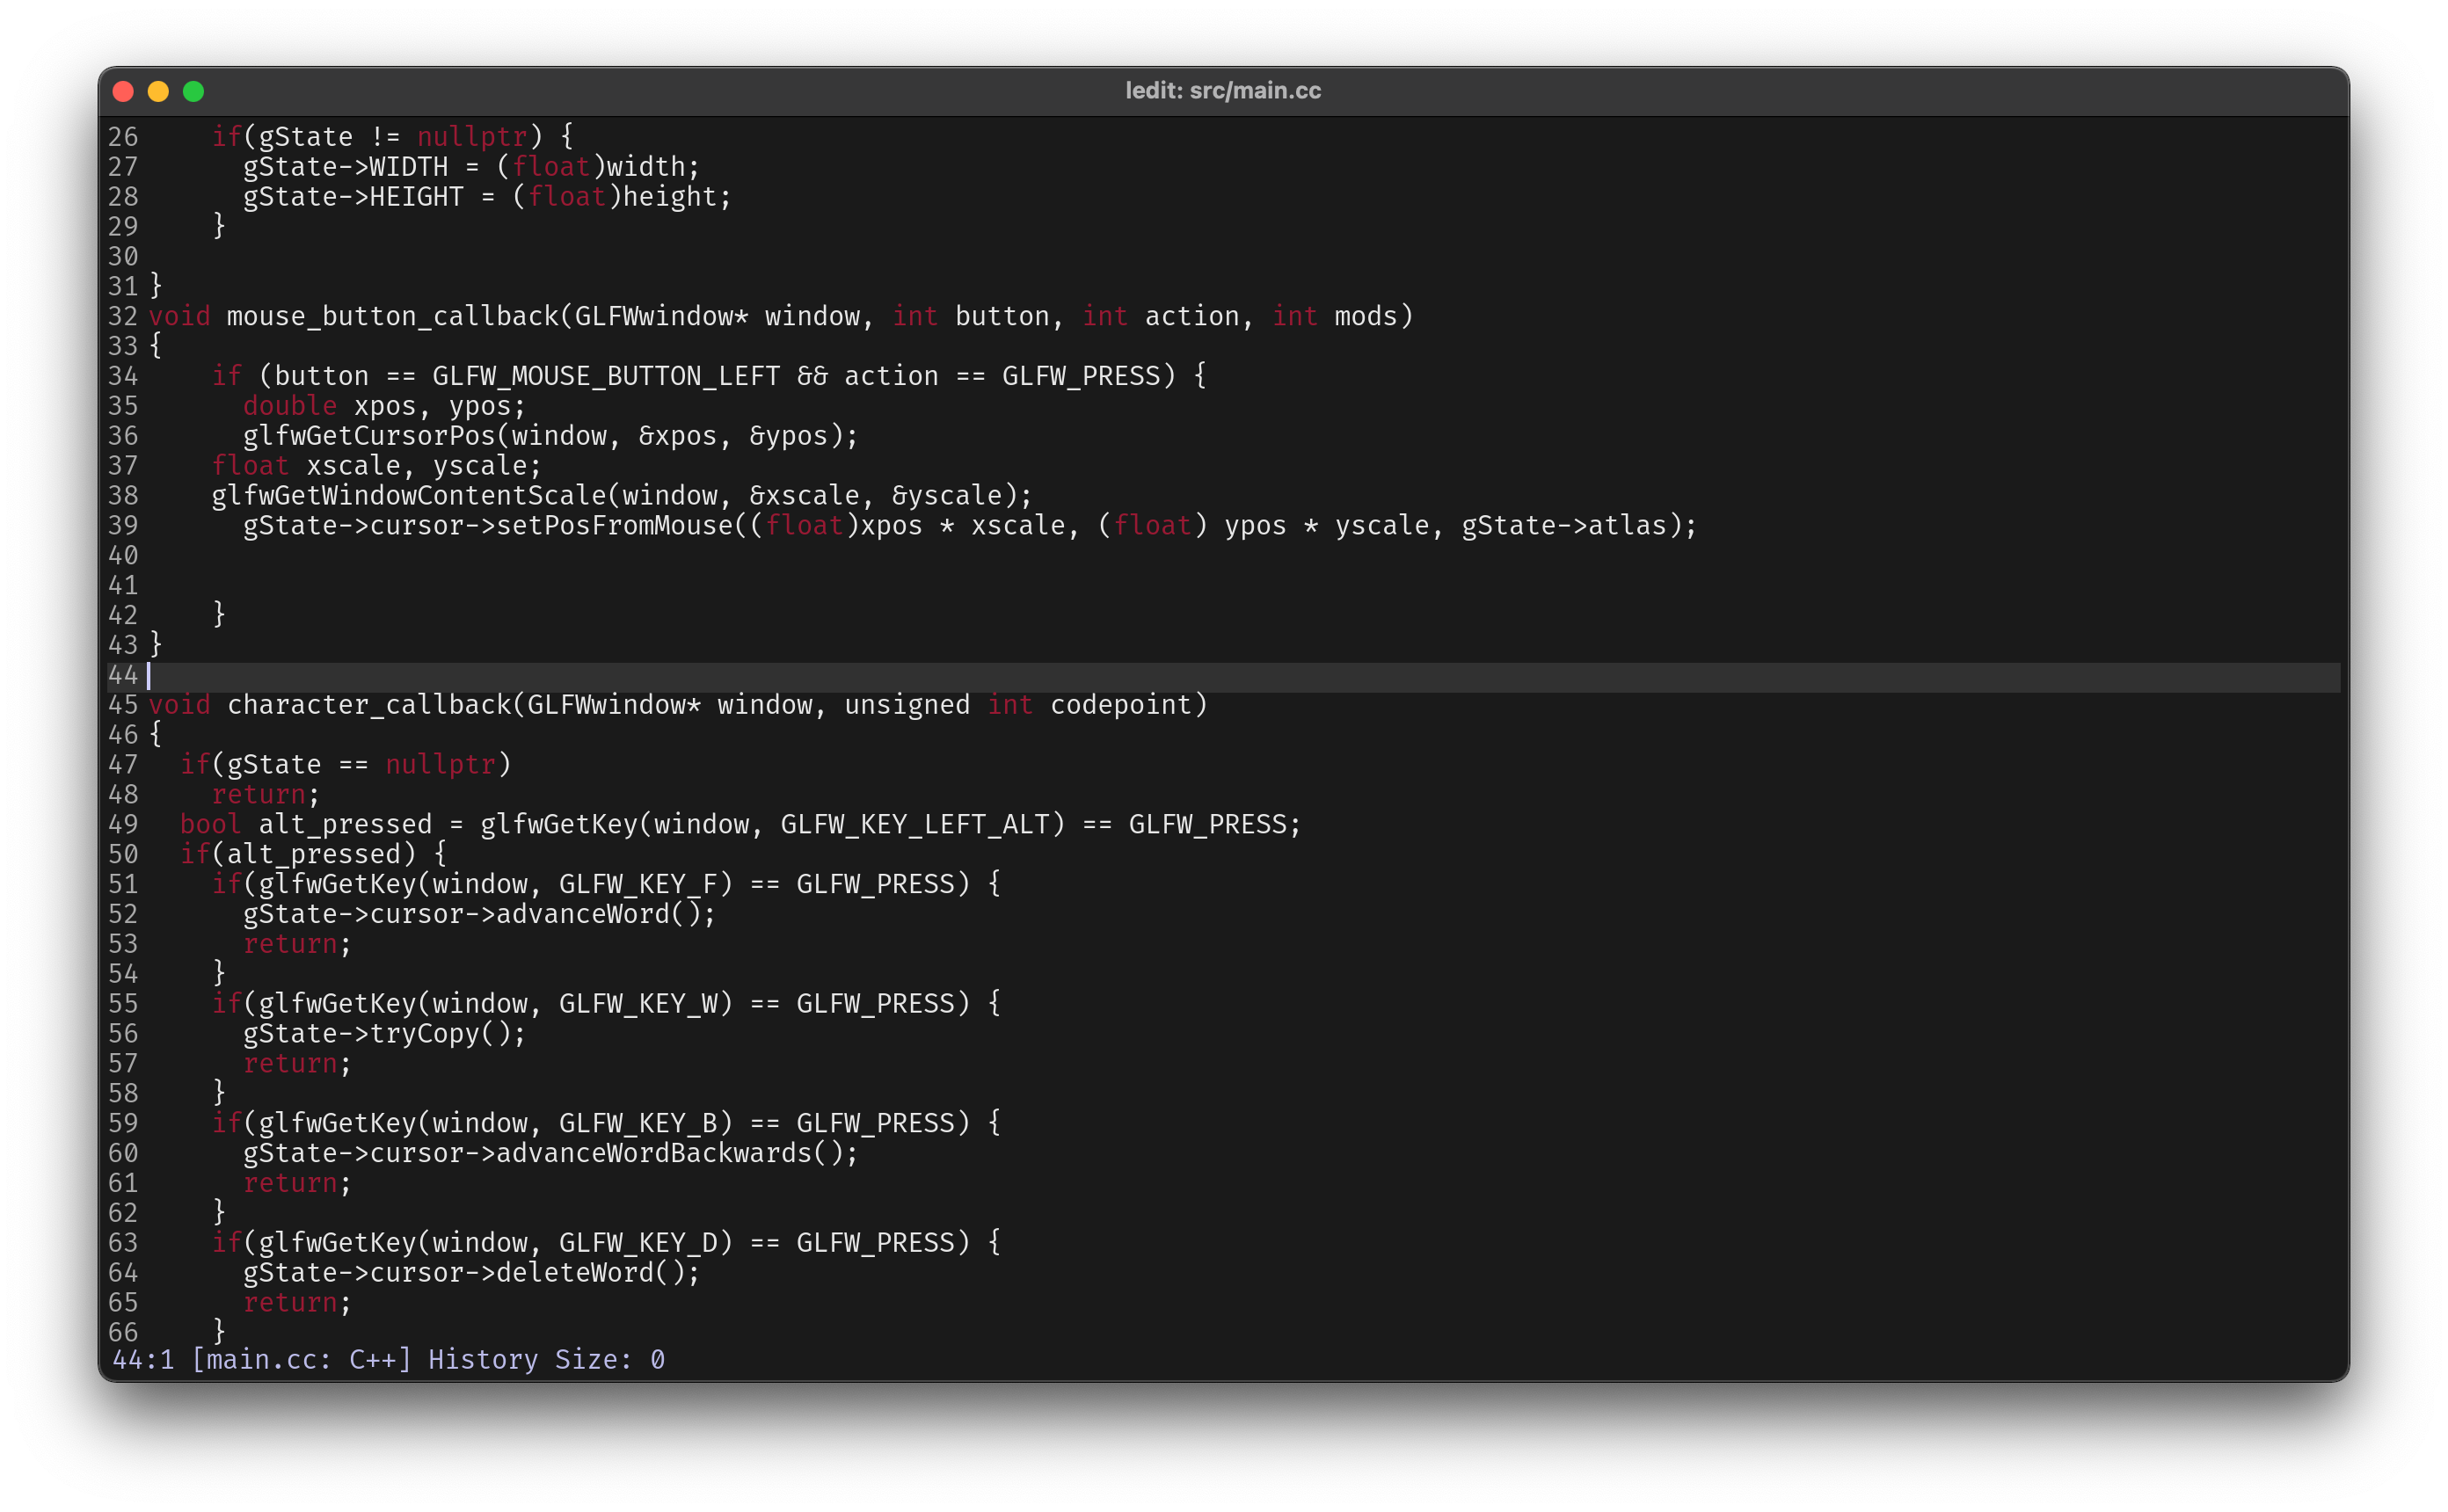 ledit: src/main.cc
26     if(gState != nullptr) {
27       gState->WIDTH = (float)width;
28       gState->HEIGHT = (float)height;
29     }
30
31 }
32 void mouse_button_callback(GLFWwindow* window, int button, int action, int mods)
33 {
34     if (button == GLFW_MOUSE_BUTTON_LEFT && action == GLFW_PRESS) {
35       double xpos, ypos;
36       glfwGetCursorPos(window, &xpos, &ypos);
37     float xscale, yscale;
38     glfwGetWindowContentScale(window, &xscale, &yscale);
39       gState->cursor->setPosFromMouse((float)xpos * xscale, (float) ypos * yscale, gState->atlas);
40
41
42     }
43 }
44
45 void character_callback(GLFWwindow* window, unsigned int codepoint)
46 {
47   if(gState == nullptr)
48     return;
49   bool alt_pressed = glfwGetKey(window, GLFW_KEY_LEFT_ALT) == GLFW_PRESS;
50   if(alt_pressed) {
51     if(glfwGetKey(window, GLFW_KEY_F) == GLFW_PRESS) {
52       gState->cursor->advanceWord();
53       return;
54     }
55     if(glfwGetKey(window, GLFW_KEY_W) == GLFW_PRESS) {
56       gState->tryCopy();
57       return;
58     }
59     if(glfwGetKey(window, GLFW_KEY_B) == GLFW_PRESS) {
60       gState->cursor->advanceWordBackwards();
61       return;
62     }
63     if(glfwGetKey(window, GLFW_KEY_D) == GLFW_PRESS) {
64       gState->cursor->deleteWord();
65       return;
66     }
44:1 [main.cc: C++] History Size: 0